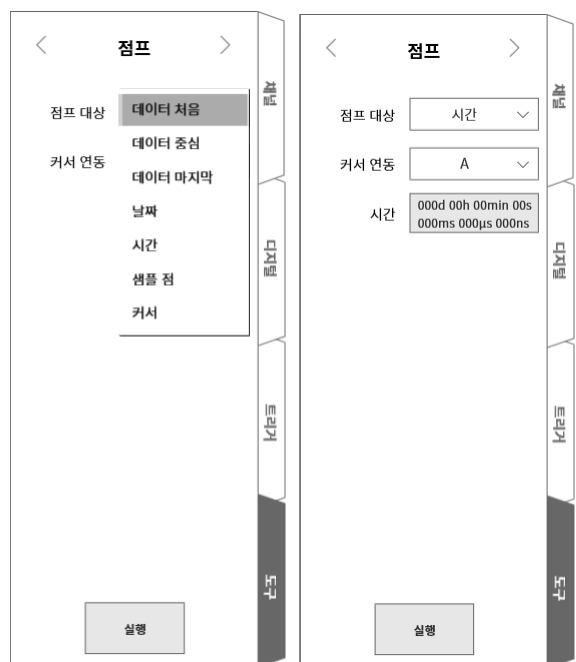 점프
점프 대상
데이터 처음
데이터 중심
커서 연동
데이터 마지막
날짜
시간
샘플 점
커서
실행
채널
디지털
트리거
도구
점프
점프 대상
시간
커서 연동
A
시간
000d 00h 00min 00s
000ms 000µs 000ns
실행
채널
디지털
트리거
도구